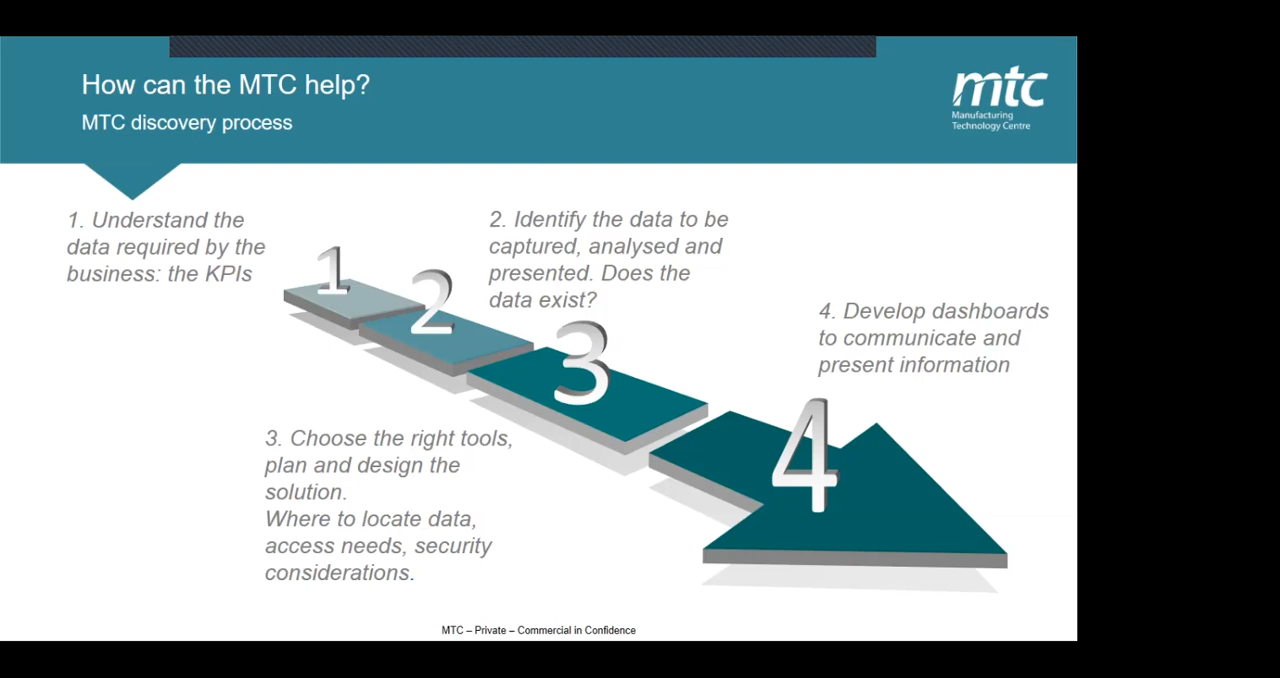 How can the MTC help?
MTC discovery process
mtc
Manufacturing
Technology Centre
1. Understand the
data required by the
business: the KPIs
2. Identify the data to be
captured, analysed and
presented. Does the
data exist?
1
2
3
4
4. Develop dashboards
to communicate and
present information
3. Choose the right tools,
plan and design the
solution.
Where to locate data,
access needs, security
considerations.
MTC – Private – Commercial in Confidence